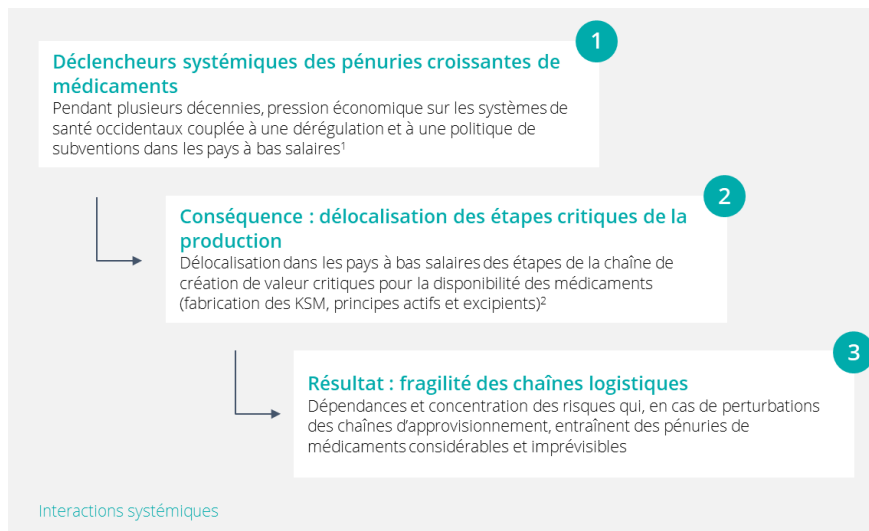 1
Déclencheurs systémiques des pénuries croissantes de
médicaments
Pendant plusieurs décennies, pression économique sur les systèmes de
santé occidentaux couplée à une dérégulation et à une politique de
subventions dans les pays à bas salaires¹
2
Conséquence : délocalisation des étapes critiques de la
production
Délocalisation dans les pays à bas salaires des étapes de la chaîne de
création de valeur critiques pour la disponibilité des médicaments
(fabrication des KSM, principes actifs et excipients)²
3
Résultat : fragilité des chaînes logistiques
Dépendances et concentration des risques qui, en cas de perturbations
des chaînes d’approvisionnement, entraînent des pénuries de
médicaments considérables et imprévisibles
Interactions systémiques